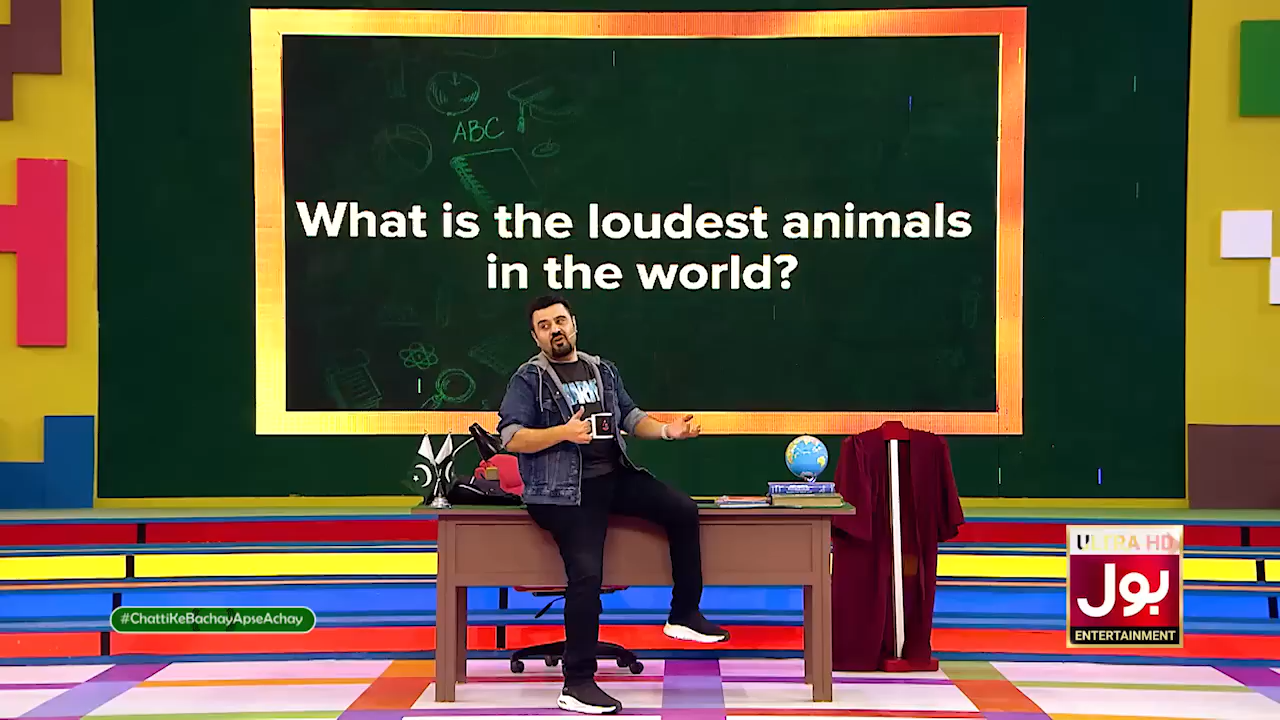 ABC
What is the loudest animals
in the world?
#ChattiKeBachayApseAchay
ULTRA HD
بول
ENTERTAINMENT